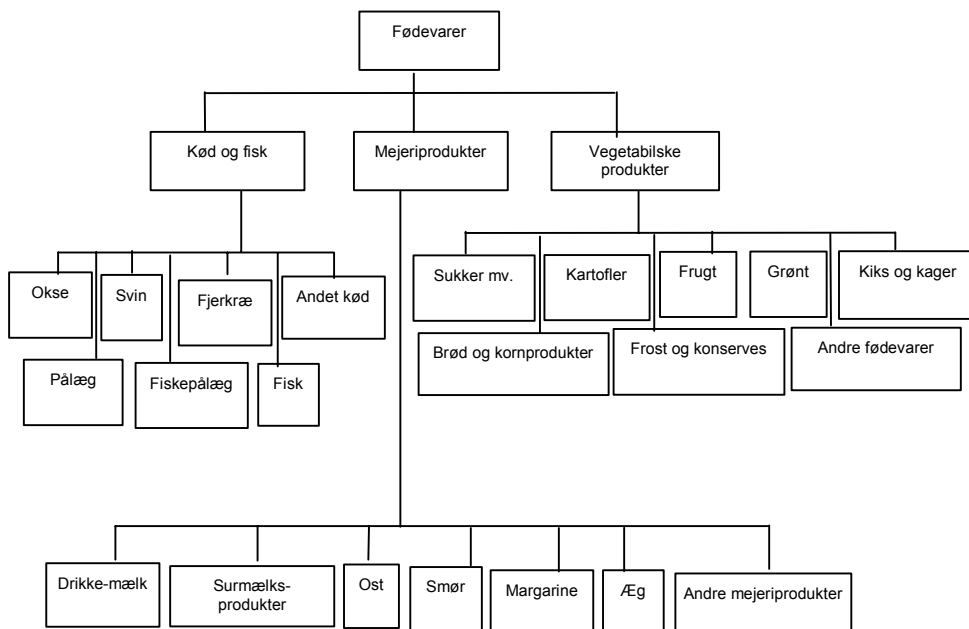 Fødevarer
Kød og fisk
Mejeriprodukter
Vegetabilske
produkter
Okse
Svin
Fjerkræ
Andet kød
Pålæg
Fiskepålæg
Fisk
Sukker mv.
Kartofler
Frugt
Grønt
Kiks og kager
Brød og kornprodukter
Frost og konserves
Andre fødevarer
Drikke-mælk
Surmælks-
produkter
Ost
Smør
Margarine
Æg
Andre mejeriprodukter